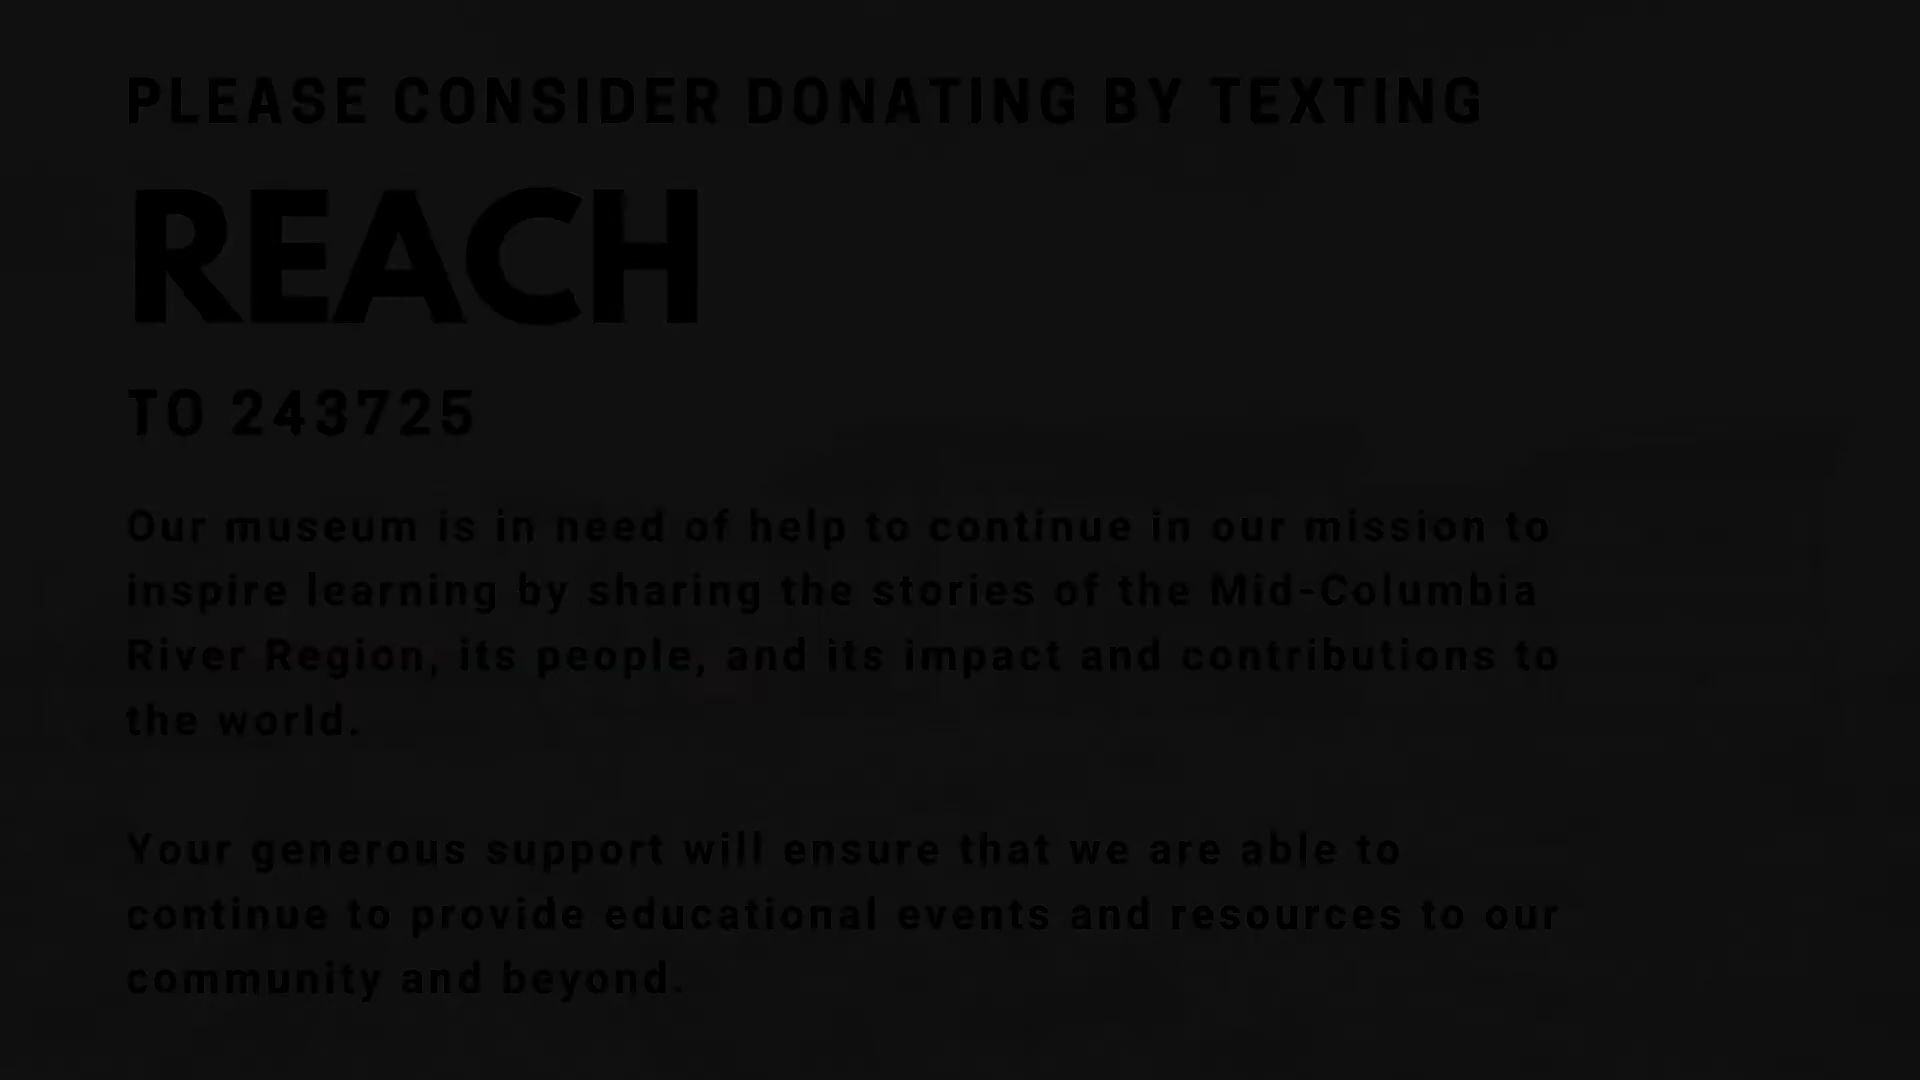 PLEASE CONSIDER DONATING BY TEXTING
REACH
TO 243725
Our museum is in need of help to continue in our mission to
inspire learning by sharing the stories of the Mid-Columbia
River Region, its people, and its impact and contributions to
the world.
Your generous support will ensure that we are able to
continue to provide educational events and resources to our
community and beyond.